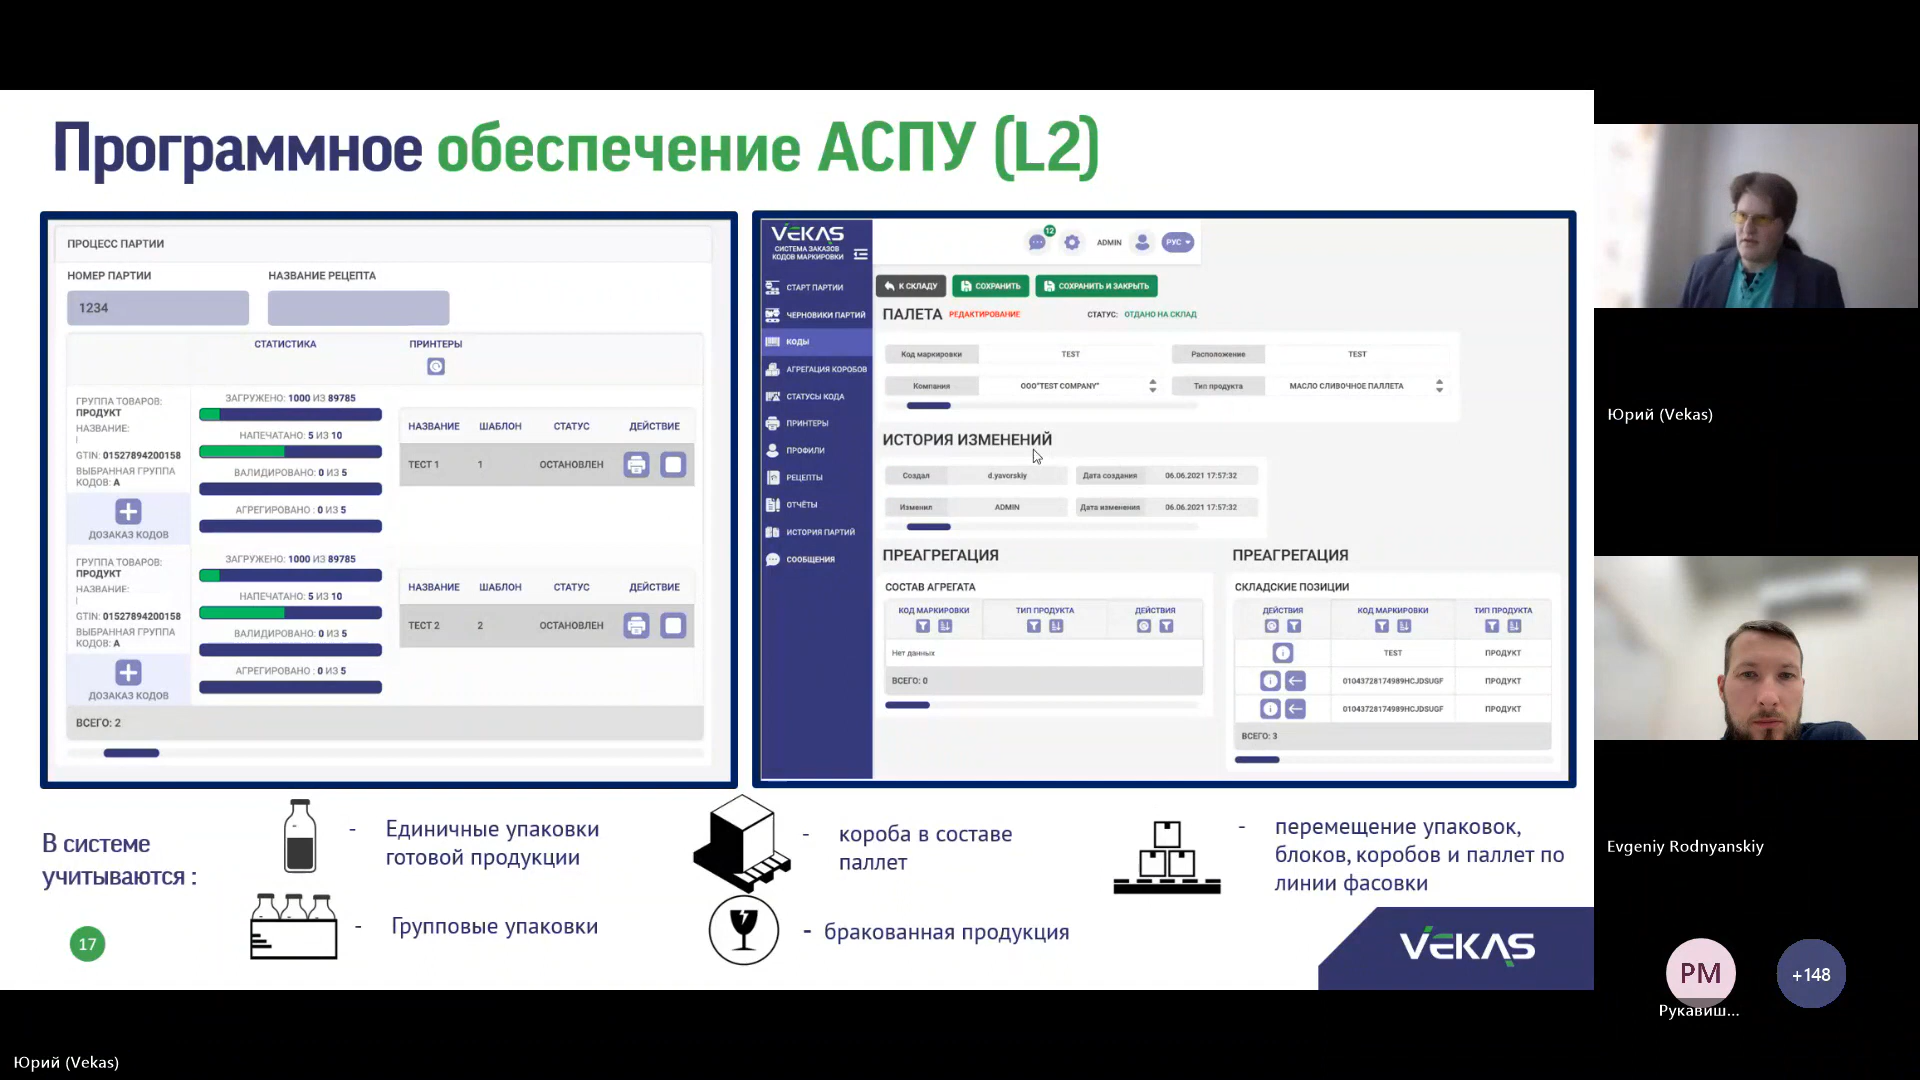 Программное обеспечение АСПУ (L2)
ПРОЦЕСС ПАРТИИ
НОМЕР ПАРТИИ
НАЗВАНИЕ РЕЦЕПТА
1234
СТАТИСТИКА
ПРИНТЕРЫ
ГРУППА ТОВАРОВ:
ПРОДУКТ
НАЗВАНИЕ:
GTIN: 01527894200158
ВЫБРАННАЯ ГРУППА
КОДОВ: A
ДОЗАКАЗ КОДОВ
ЗАГРУЖЕНО: 1000 ИЗ 89785
НАПЕЧАТАНО: 5 ИЗ 10
ВАЛИДИРОВАНО: 0 ИЗ 5
АГРЕГИРОВАНО : 0 ИЗ 5
НАЗВАНИЕ ШАБЛОН СТАТУС ДЕЙСТВИЕ
ТЕСТ 1 1 ОСТАНОВЛЕН
ГРУППА ТОВАРОВ:
ПРОДУКТ
НАЗВАНИЕ:
GTIN: 01527894200158
ВЫБРАННАЯ ГРУППА
КОДОВ: A
ДОЗАКАЗ КОДОВ
ЗАГРУЖЕНО: 1000 ИЗ 89785
НАПЕЧАТАНО: 5 ИЗ 10
ВАЛИДИРОВАНО: 0 ИЗ 5
АГРЕГИРОВАНО : 0 ИЗ 5
НАЗВАНИЕ ШАБЛОН СТАТУС ДЕЙСТВИЕ
ТЕСТ 2 2 ОСТАНОВЛЕН
ВСЕГО: 2
VEKAS
СИСТЕМА ЗАКАЗОВ
КОДОВ МАРКИРОВКИ
СТАРТ ПАРТИИ
ЧЕРНОВИКИ ПАРТИЙ
КОДЫ
АГРЕГАЦИЯ КОРОБОВ
СТАТУСЫ КОДА
ПРИНТЕРЫ
ПРОФИЛИ
РЕЦЕПТЫ
ОТЧЁТЫ
ИСТОРИЯ ПАРТИЙ
СООБЩЕНИЯ
12
ADMIN
РУС
К СКЛАДУ
СОХРАНИТЬ
СОХРАНИТЬ И ЗАКРЫТЬ
ПАЛЕТА РЕДАКТИРОВАНИЕ
СТАТУС: ОТДАНО НА СКЛАД
Код маркировки TEST
Расположение TEST
Компания ООО"TEST COMPANY"
Тип продукта МАСЛО СЛИВОЧНОЕ ПАЛЛЕТА
ИСТОРИЯ ИЗМЕНЕНИЙ
Создал d.yavorskiy
Дата создания 06.06.2021 17:57:32
Изменил ADMIN
Дата изменения 06.06.2021 17:57:32
ПРЕАГРЕГАЦИЯ
СОСТАВ АГРЕГАТА
КОД МАРКИРОВКИ ТИП ПРОДУКТА ДЕЙСТВИЯ
Нет данных
ВСЕГО: 0
ПРЕАГРЕГАЦИЯ
СКЛАДСКИЕ ПОЗИЦИИ
ДЕЙСТВИЯ КОД МАРКИРОВКИ ТИП ПРОДУКТА
TEST ПРОДУКТ
01043728174989HCJDSUGF ПРОДУКТ
01043728174989HCJDSUGF ПРОДУКТ
ВСЕГО: 3
В системе
учитываются :
- Единичные упаковки
готовой продукции
- Групповые упаковки
- короба в составе
паллет
- бракованная продукция
- перемещение упаковок,
блоков, коробов и паллет по
линии фасовки
17
VEKAS
Юрий (Vekas)
Evgeniy Rodnyanskiy
PM
Рукавиш...
+148
Юрий (Vekas)